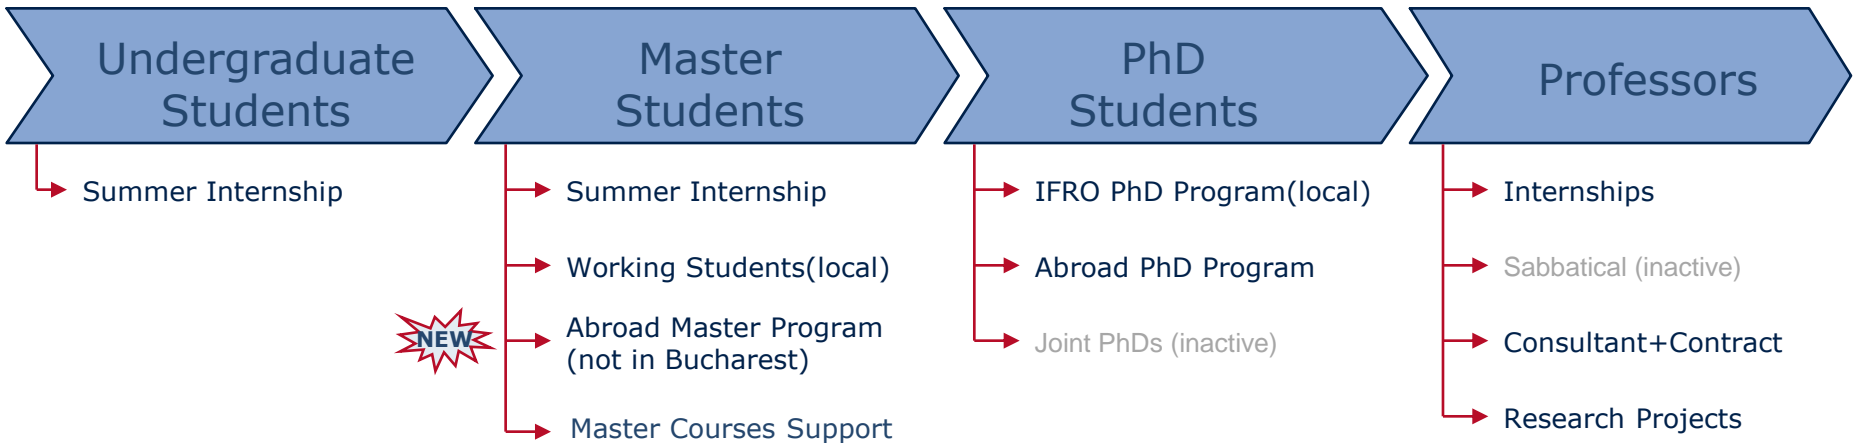 Undergraduate
Students
Summer Internship
Master
Students
Summer Internship
Working Students(local)
NEW
Abroad Master Program
(not in Bucharest)
Master Courses Support
PhD
Students
IFRO PhD Program(local)
Abroad PhD Program
Joint PhDs (inactive)
Professors
Internships
Sabbatical (inactive)
Consultant+Contract
Research Projects